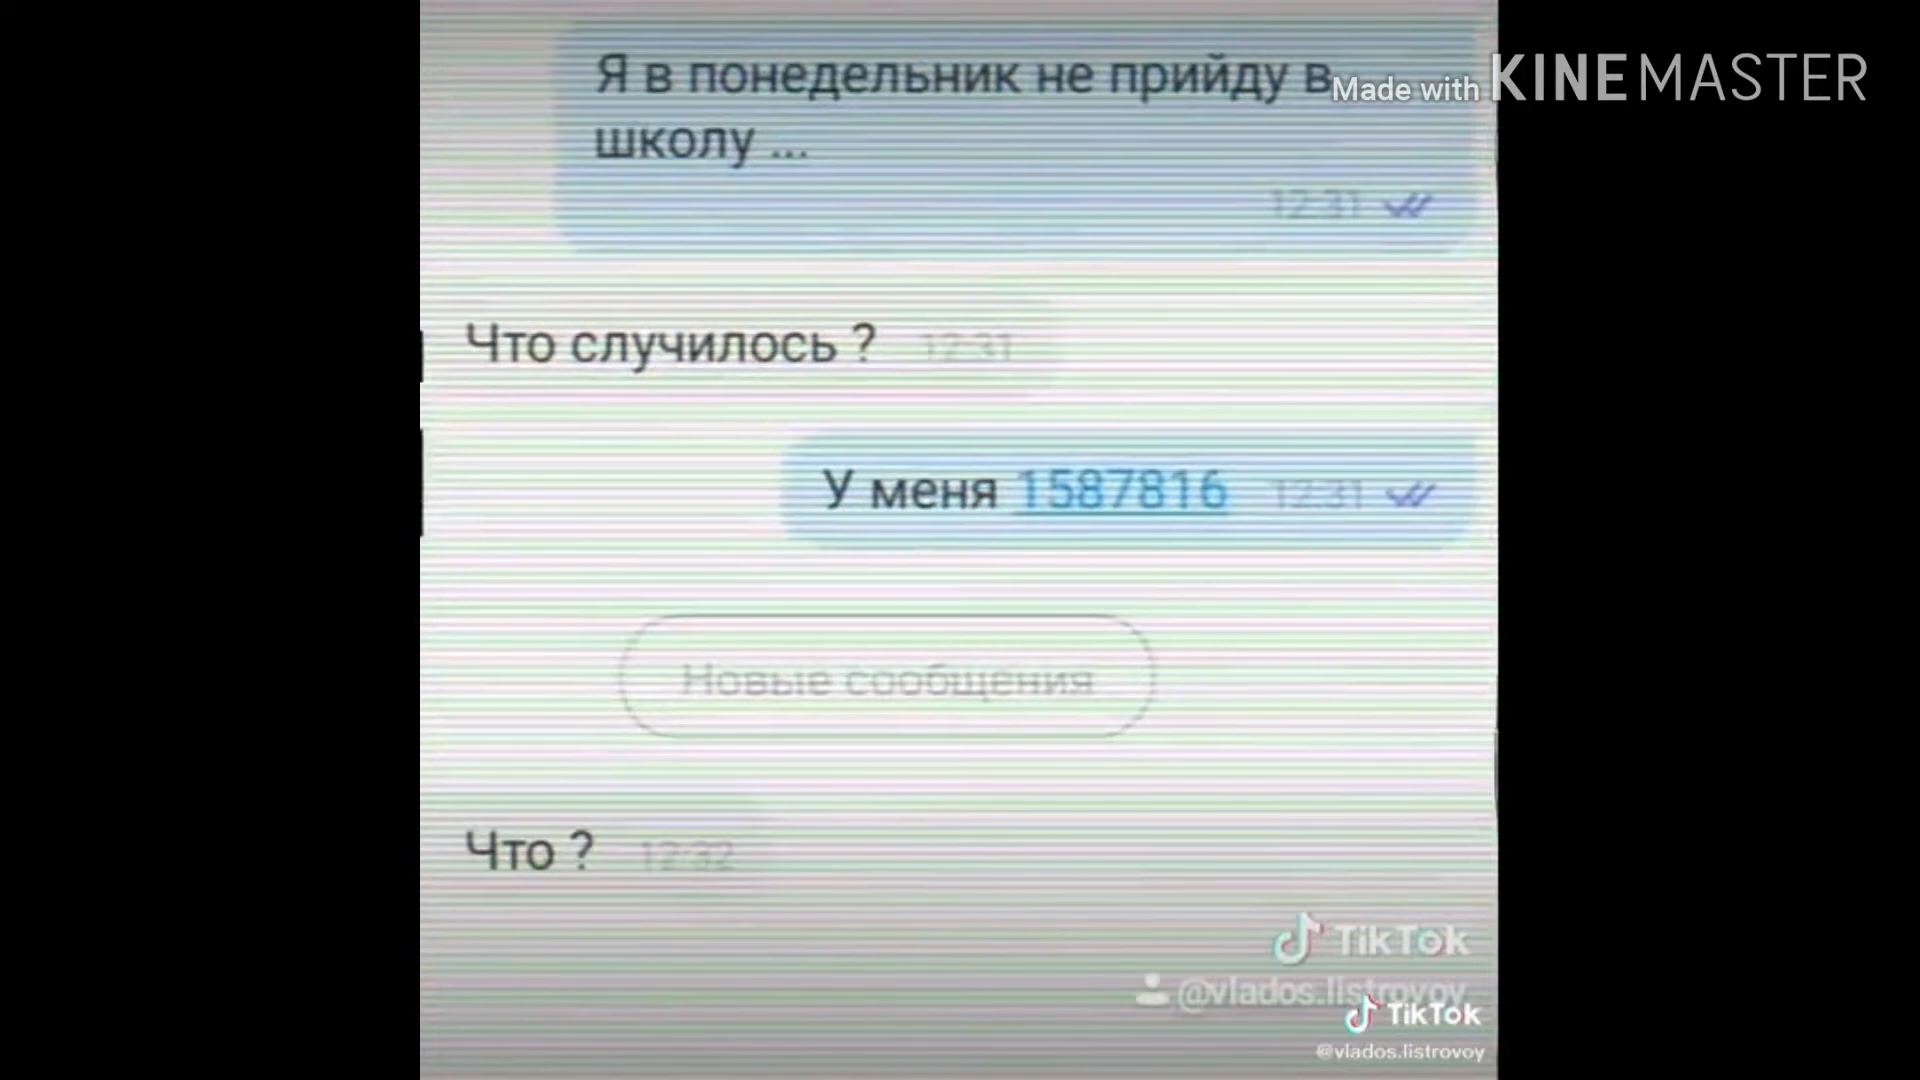 Я в понедельник не прийду в
Made with KINEMASTER
школу ...
12:31
Что случилось ? 12:31
У меня 1587816 12:31
Новые сообщения
Что ? 12:32
TikTok
@vlados.listrovoy
TikTok
@vlados.listrovoy